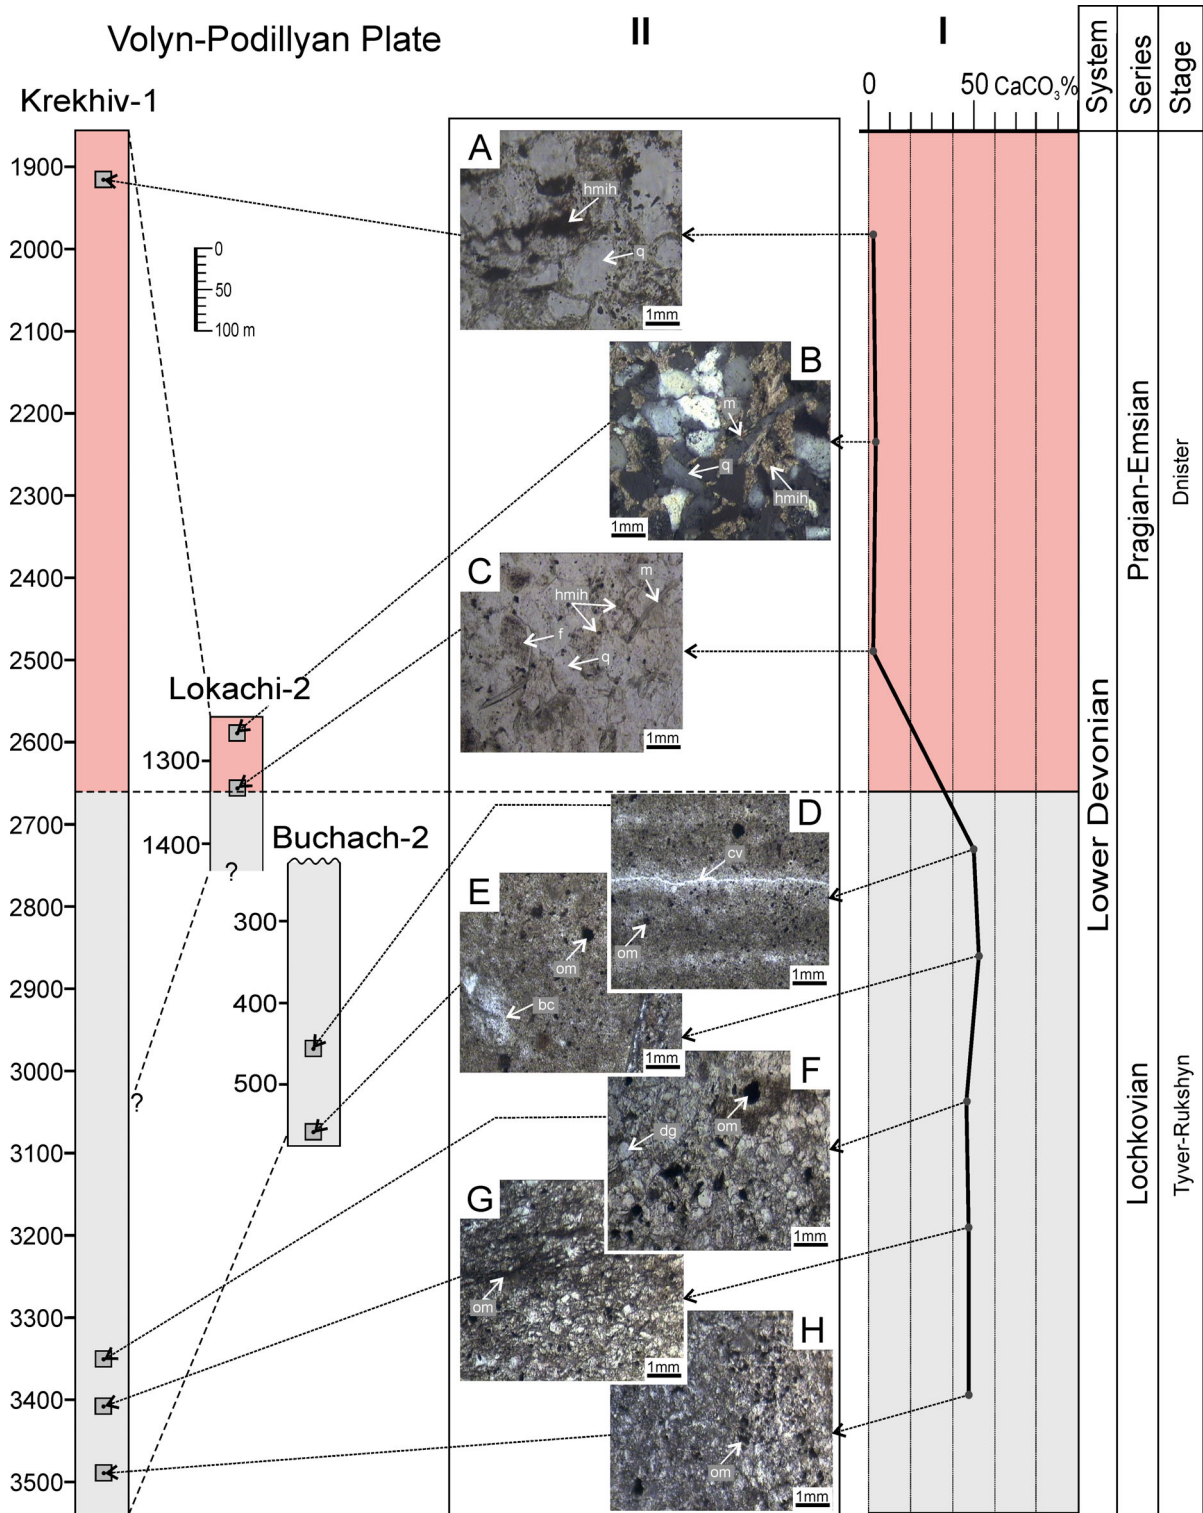 Volyn-Podillyan Plate
II
I
System
Series
Stage
0
50 CaCO₃%
Krekhiv-1
1900
2000
2100
2200
2300
2400
2500
2600
2700
2800
2900
3000
3100
3200
3300
3400
3500
0
50
100 m
Lokachi-2
1300
1400
?
Buchach-2
300
400
500
?
A
hmih
q
1mm
B
m
q
hmih
1mm
C
m
hmih
f
q
1mm
D
cv
om
1mm
E
om
bc
1mm
F
om
dg
1mm
G
om
1mm
H
om
1mm
Lower Devonian
Pragian-Emsian
Lochkovian
Dnister
Tyver-Rukshyn